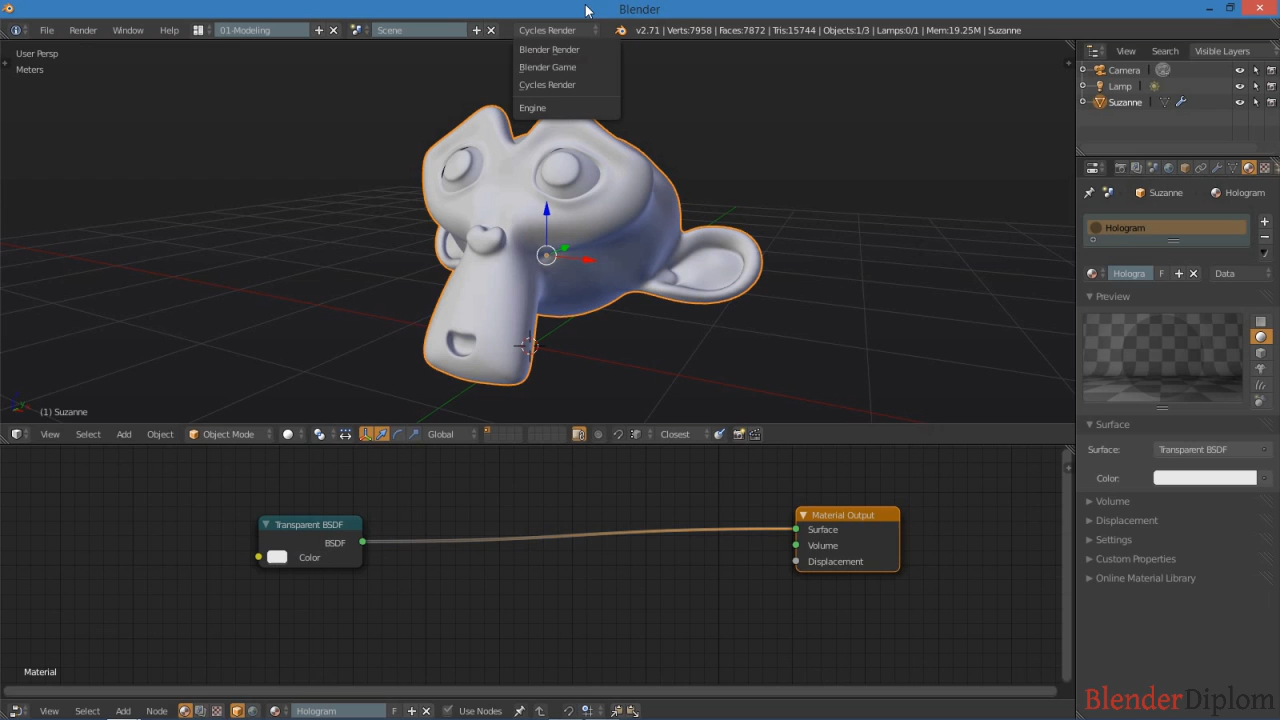 Blender
File Render Window Help 01-Modeling Scene Cycles Render v2.71 | Verts:7958 | Faces:7872 | Tris:15744 | Objects:1/3 | Lamps:0/1 | Mem:19.25M | Suzanne
Blender Render
Blender Game
Cycles Render
Engine
User Persp
Meters
View Search Visible Layers
Camera
Lamp
Suzanne
Suzanne Hologram
Hologram
Hologra F Data
Preview
(1) Suzanne
View Select Add Object Object Mode Global Closest
Surface
Surface: Transparent BSDF
Color:
Volume
Displacement
Settings
Custom Properties
Online Material Library
Transparent BSDF
BSDF
Color
Material Output
Surface
Volume
Displacement
Material
View Select Add Node Hologram F Use Nodes
BlenderDiplom